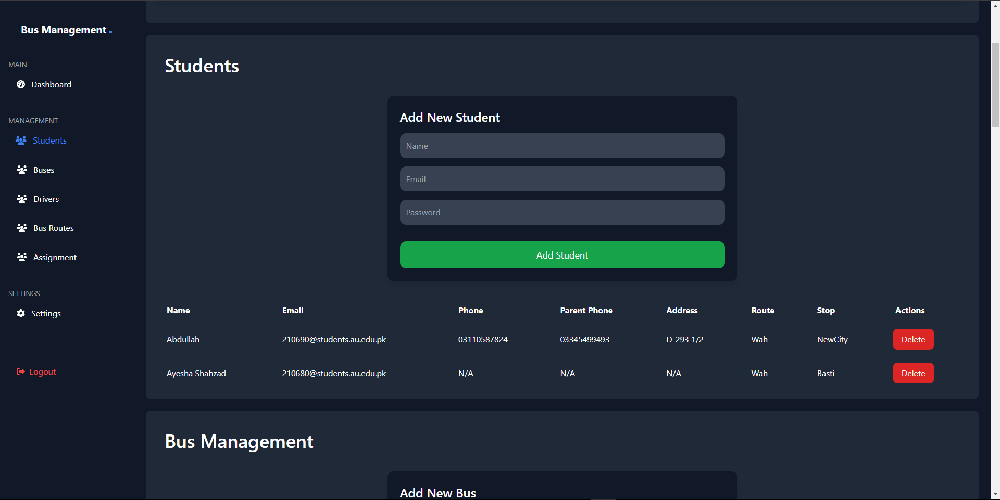 Bus Management .
MAIN
Dashboard
MANAGEMENT
Students
Buses
Drivers
Bus Routes
Assignment
SETTINGS
Settings
Logout
Students
Add New Student
Name
Email
Password
Add Student
Name Email Phone Parent Phone Address Route Stop Actions
Abdullah 210690@students.au.edu.pk 03110587824 03345499493 D-293 1/2 Wah NewCity Delete
Ayesha Shahzad 210680@students.au.edu.pk N/A N/A N/A Wah Basti Delete
Bus Management
Add New Bus